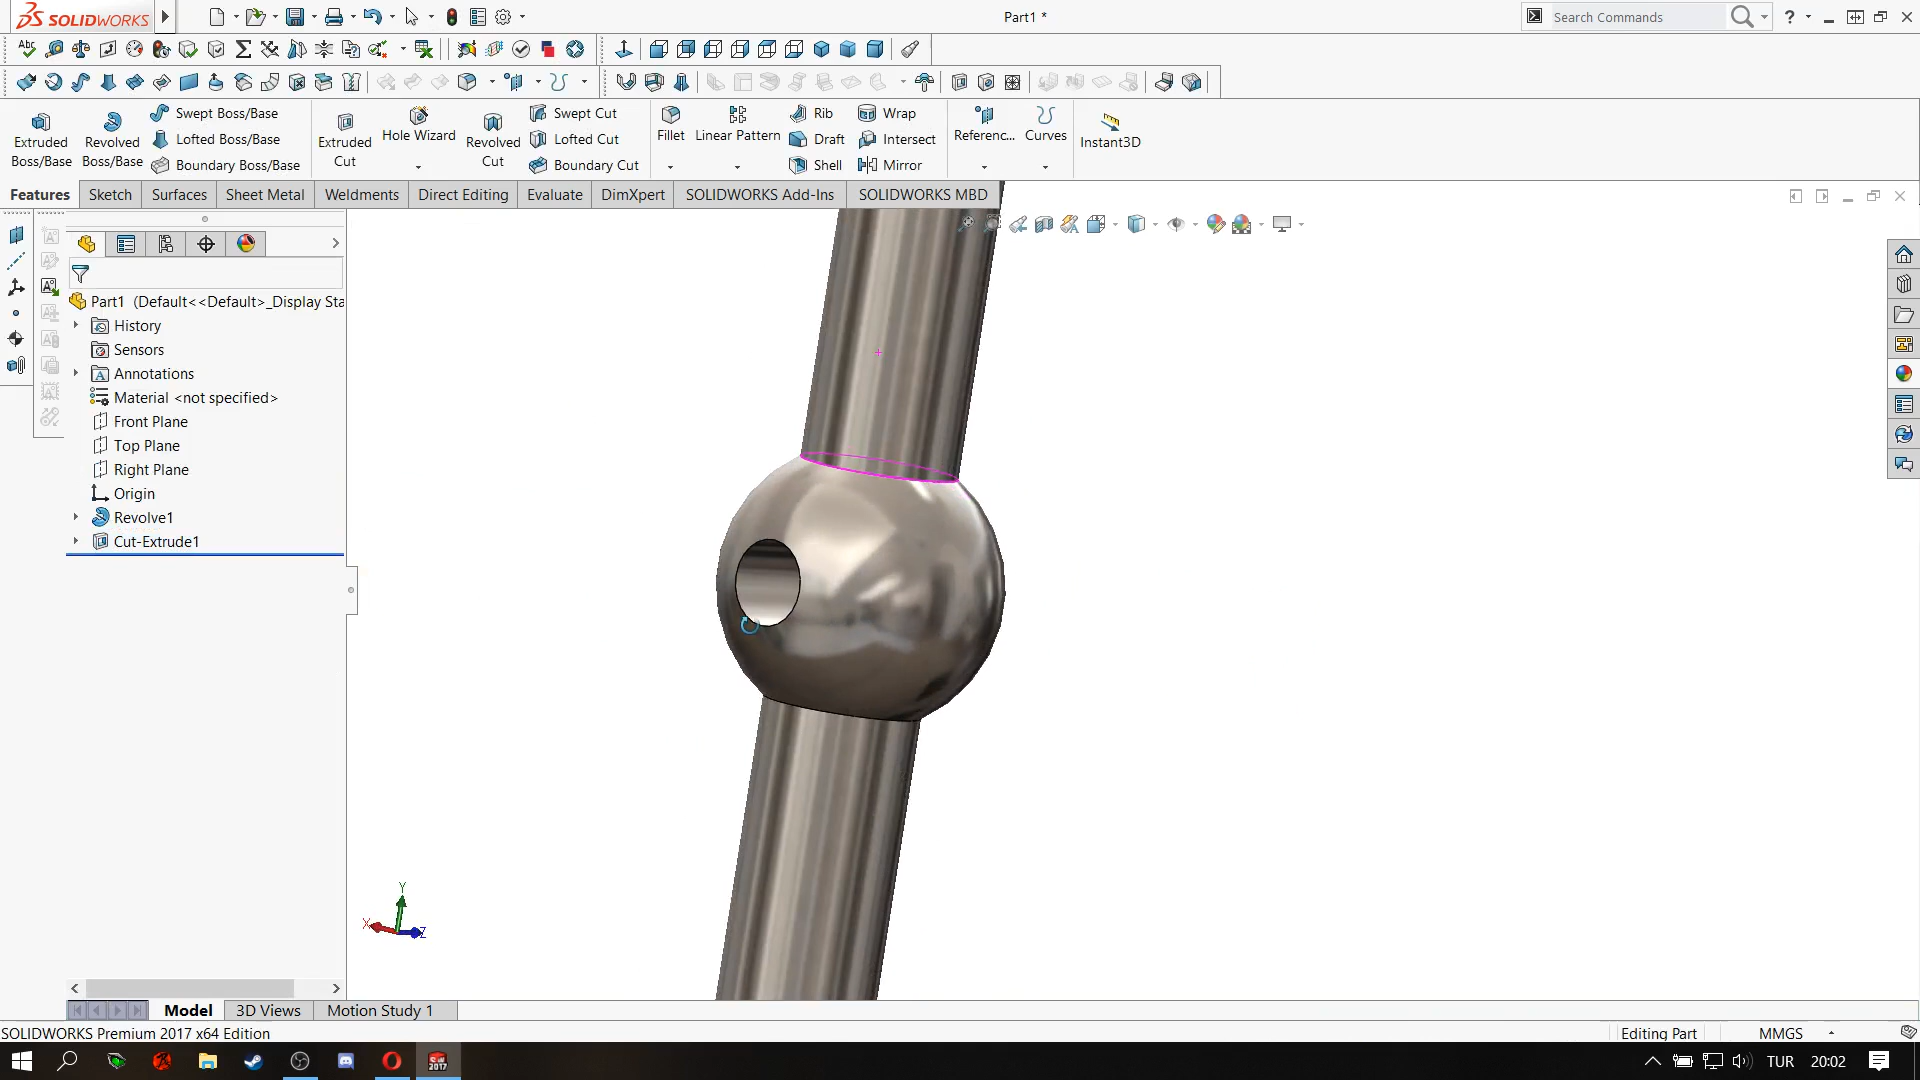 SOLIDWORKS
Part1 *
Search Commands
Extruded Boss/Base
Revolved Boss/Base
Swept Boss/Base
Lofted Boss/Base
Boundary Boss/Base
Extruded Cut
Hole Wizard
Revolved Cut
Swept Cut
Lofted Cut
Boundary Cut
Fillet
Linear Pattern
Rib
Draft
Shell
Wrap
Intersect
Mirror
Referenc...
Curves
Instant3D
Features
Sketch
Surfaces
Sheet Metal
Weldments
Direct Editing
Evaluate
DimXpert
SOLIDWORKS Add-Ins
SOLIDWORKS MBD
Part1 (Default<<Default>_Display Sta
History
Sensors
Annotations
Material <not specified>
Front Plane
Top Plane
Right Plane
Origin
Revolve1
Cut-Extrude1
Y
X
Z
Model
3D Views
Motion Study 1
SOLIDWORKS Premium 2017 x64 Edition
Editing Part
MMGS
TUR
20:02